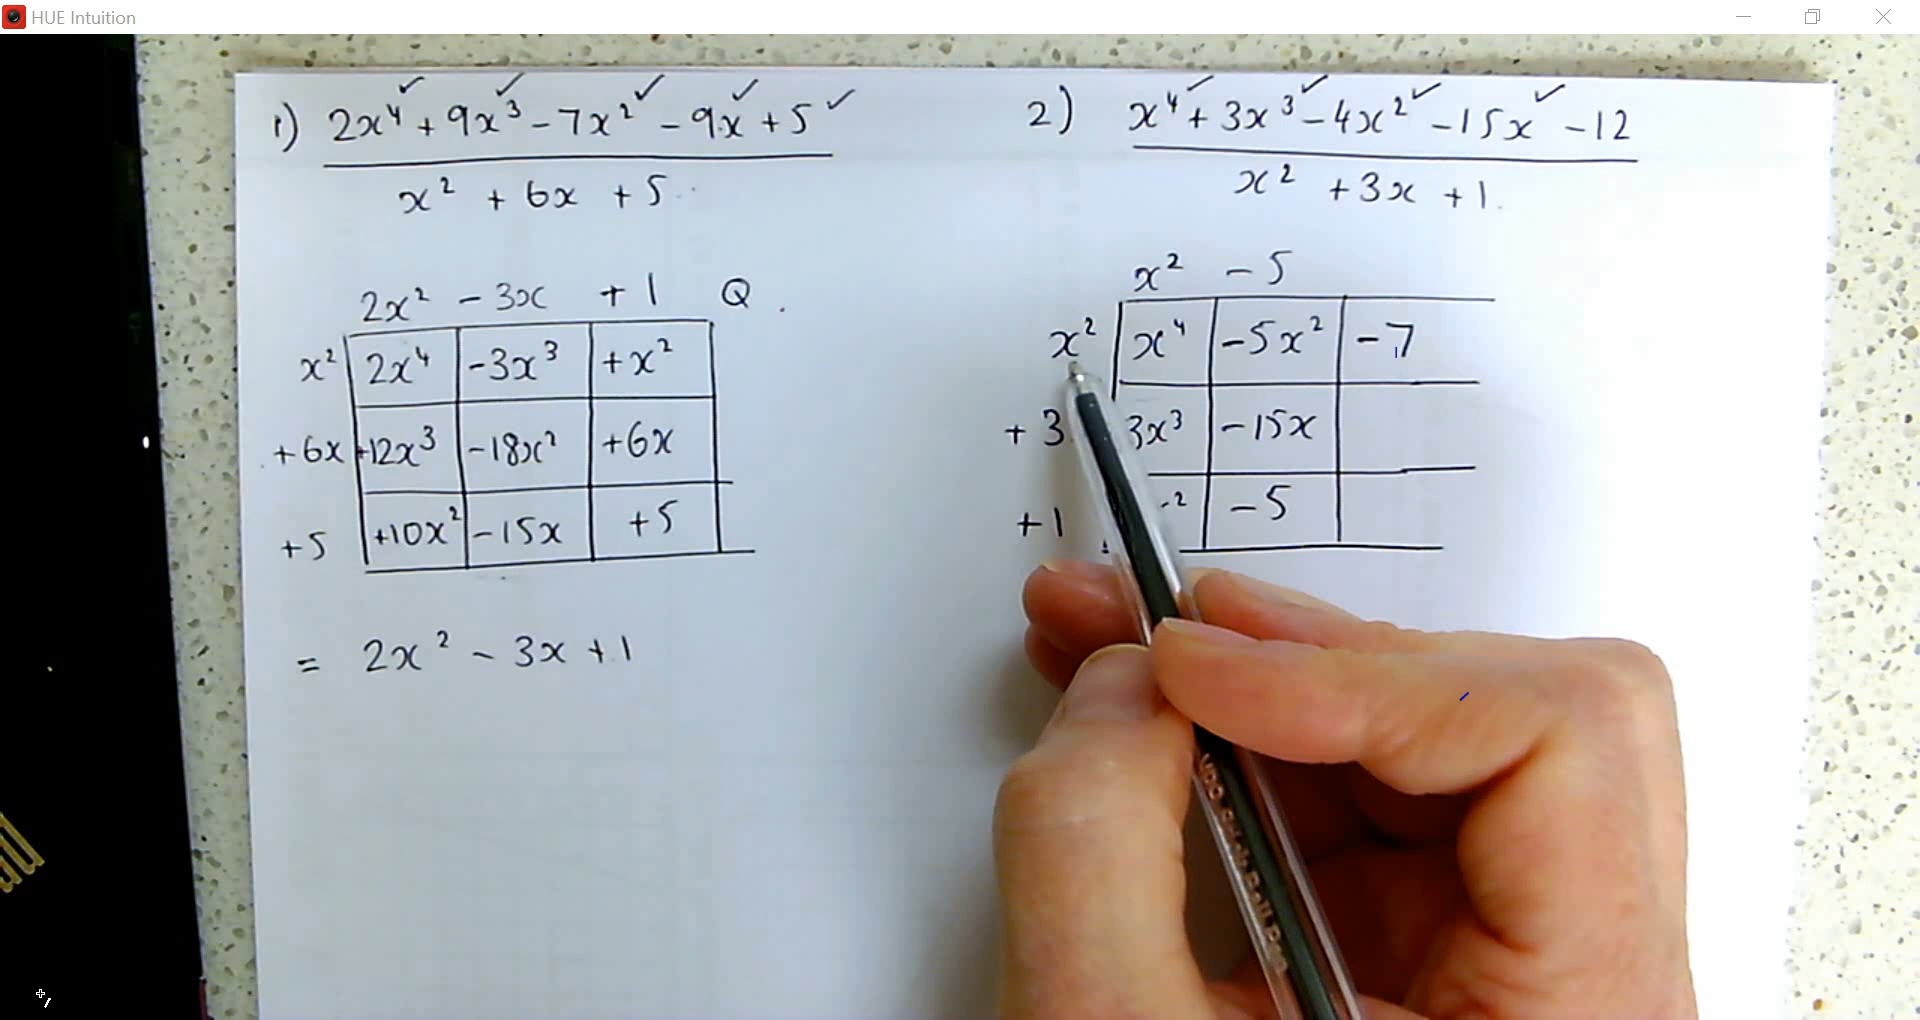 HUE Intuition
1) 2x⁴ + 9x³ - 7x² - 9x + 5
x² + 6x + 5
2x² - 3x + 1 Q.
x² 2x⁴ -3x³ +x²
+6x +12x³ -18x² +6x
+5 +10x² -15x +5
= 2x² - 3x + 1
2) x⁴ + 3x³ - 4x² - 15x - 12
x² + 3x + 1
x² - 5
x² x⁴ -5x² -7
+3 3x³ -15x
+1 ² -5